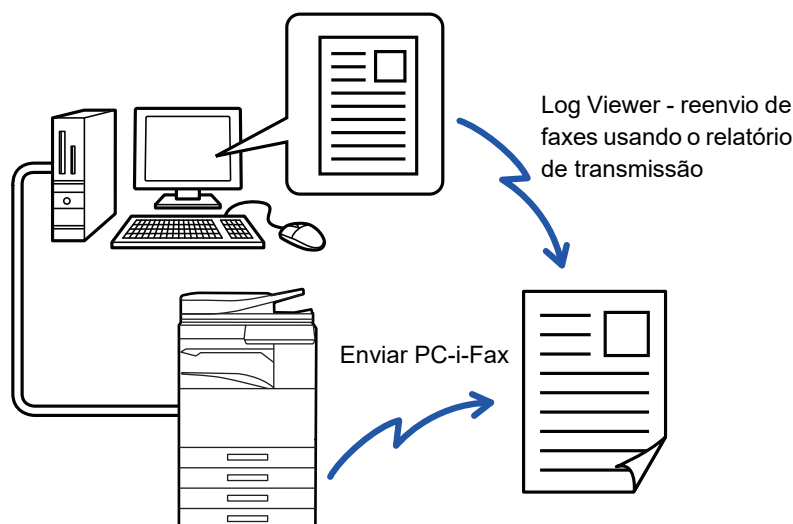 Log Viewer - reenvio de
faxes usando o relatório
de transmissão
Enviar PC-i-Fax